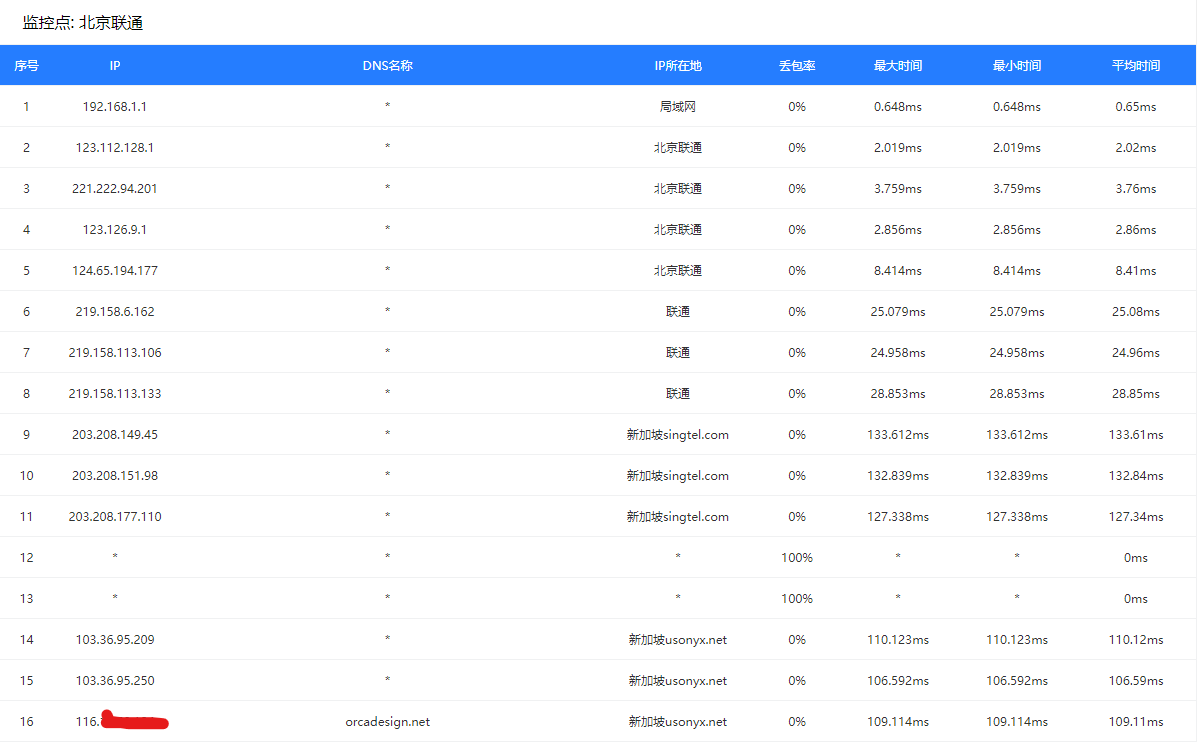 监控点: 北京联通
序号 IP DNS名称 IP所在地 丢包率 最大时间 最小时间 平均时间
1 192.168.1.1 * 局域网 0% 0.648ms 0.648ms 0.65ms
2 123.112.128.1 * 北京联通 0% 2.019ms 2.019ms 2.02ms
3 221.222.94.201 * 北京联通 0% 3.759ms 3.759ms 3.76ms
4 123.126.9.1 * 北京联通 0% 2.856ms 2.856ms 2.86ms
5 124.65.194.177 * 北京联通 0% 8.414ms 8.414ms 8.41ms
6 219.158.6.162 * 联通 0% 25.079ms 25.079ms 25.08ms
7 219.158.113.106 * 联通 0% 24.958ms 24.958ms 24.96ms
8 219.158.113.133 * 联通 0% 28.853ms 28.853ms 28.85ms
9 203.208.149.45 * 新加坡singtel.com 0% 133.612ms 133.612ms 133.61ms
10 203.208.151.98 * 新加坡singtel.com 0% 132.839ms 132.839ms 132.84ms
11 203.208.177.110 * 新加坡singtel.com 0% 127.338ms 127.338ms 127.34ms
12 * * * 100% * * 0ms
13 * * * 100% * * 0ms
14 103.36.95.209 * 新加坡usonyx.net 0% 110.123ms 110.123ms 110.12ms
15 103.36.95.250 * 新加坡usonyx.net 0% 106.592ms 106.592ms 106.59ms
16 116. orcadesign.net 新加坡usonyx.net 0% 109.114ms 109.114ms 109.11ms